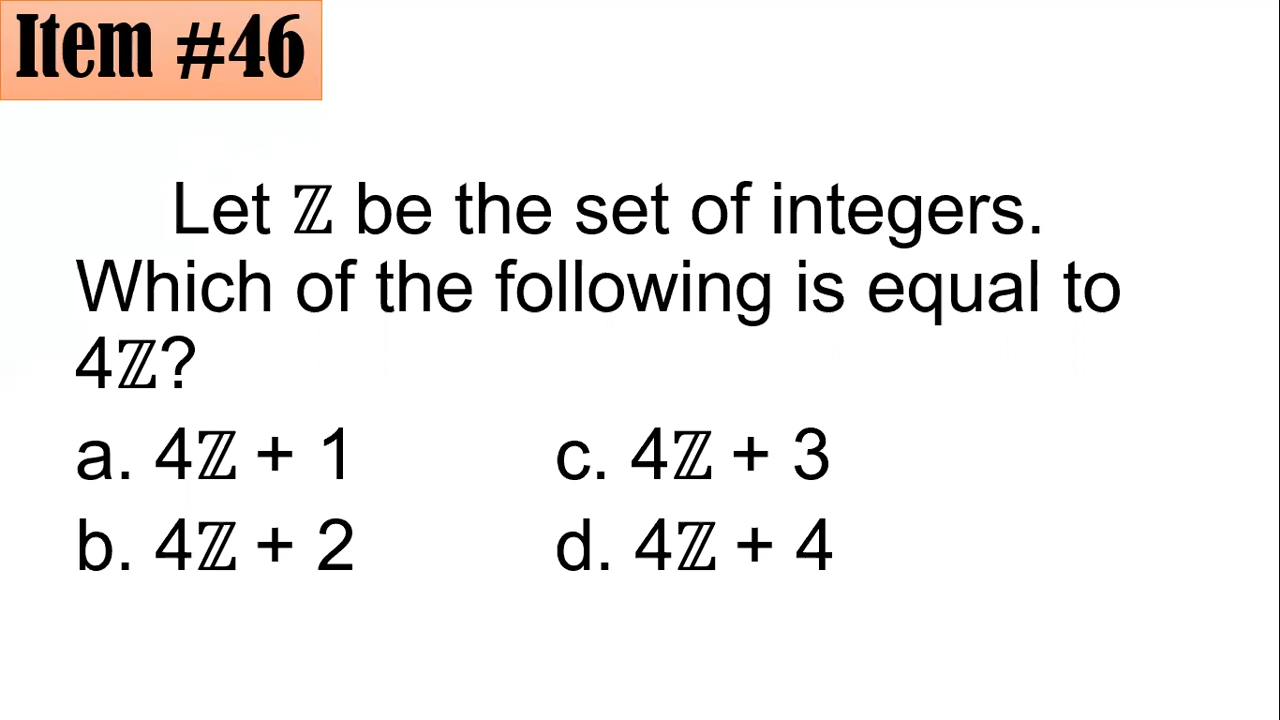 Item #46
Let ℤ be the set of integers.
Which of the following is equal to
4ℤ?
a. 4ℤ + 1 c. 4ℤ + 3
b. 4ℤ + 2 d. 4ℤ + 4